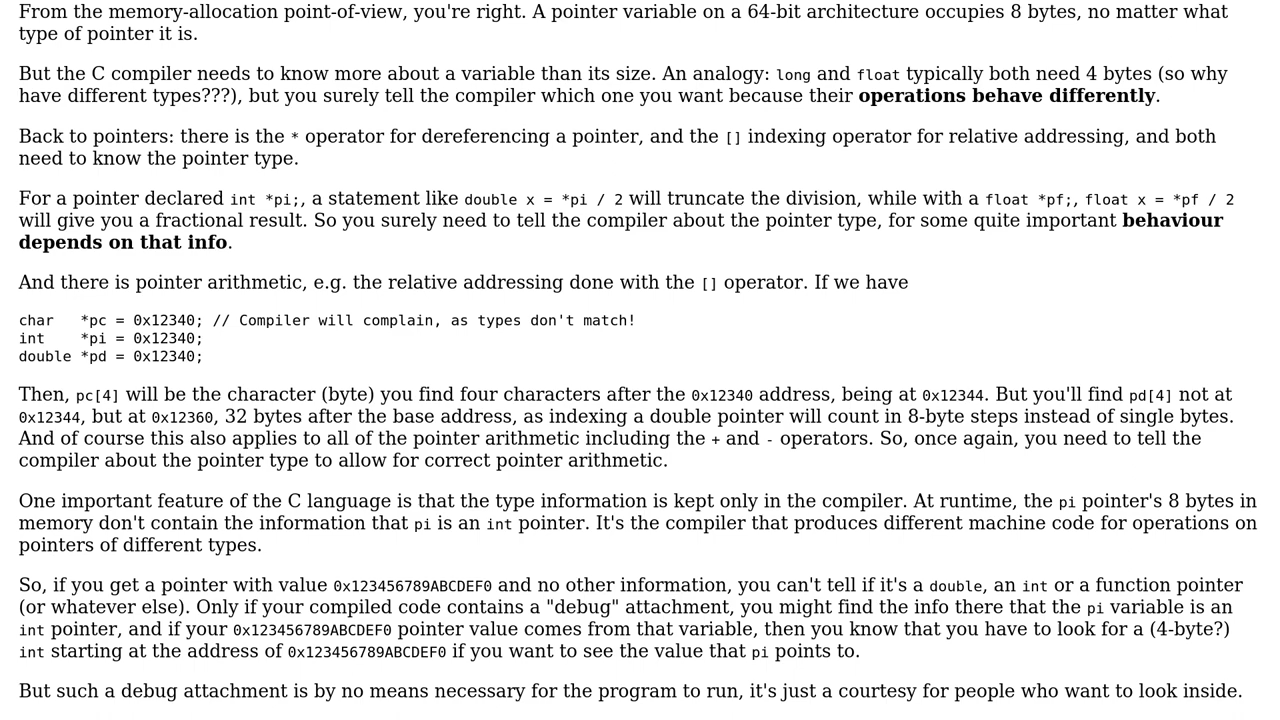 From the memory-allocation point-of-view, you're right. A pointer variable on a 64-bit architecture occupies 8 bytes, no matter what
type of pointer it is.
But the C compiler needs to know more about a variable than its size. An analogy: long and float typically both need 4 bytes (so why
have different types???), but you surely tell the compiler which one you want because their operations behave differently.
Back to pointers: there is the * operator for dereferencing a pointer, and the [] indexing operator for relative addressing, and both
need to know the pointer type.
For a pointer declared int *pi;, a statement like double x = *pi / 2 will truncate the division, while with a float *pf;, float x = *pf / 2
will give you a fractional result. So you surely need to tell the compiler about the pointer type, for some quite important behaviour
depends on that info.
And there is pointer arithmetic, e.g. the relative addressing done with the [] operator. If we have
char   *pc = 0x12340; // Compiler will complain, as types don't match!
int    *pi = 0x12340;
double *pd = 0x12340;
Then, pc[4] will be the character (byte) you find four characters after the 0x12340 address, being at 0x12344. But you'll find pd[4] not at
0x12344, but at 0x12360, 32 bytes after the base address, as indexing a double pointer will count in 8-byte steps instead of single bytes.
And of course this also applies to all of the pointer arithmetic including the + and - operators. So, once again, you need to tell the
compiler about the pointer type to allow for correct pointer arithmetic.
One important feature of the C language is that the type information is kept only in the compiler. At runtime, the pi pointer's 8 bytes in
memory don't contain the information that pi is an int pointer. It's the compiler that produces different machine code for operations on
pointers of different types.
So, if you get a pointer with value 0x123456789ABCDEF0 and no other information, you can't tell if it's a double, an int or a function pointer
(or whatever else). Only if your compiled code contains a "debug" attachment, you might find the info there that the pi variable is an
int pointer, and if your 0x123456789ABCDEF0 pointer value comes from that variable, then you know that you have to look for a (4-byte?)
int starting at the address of 0x123456789ABCDEF0 if you want to see the value that pi points to.
But such a debug attachment is by no means necessary for the program to run, it's just a courtesy for people who want to look inside.